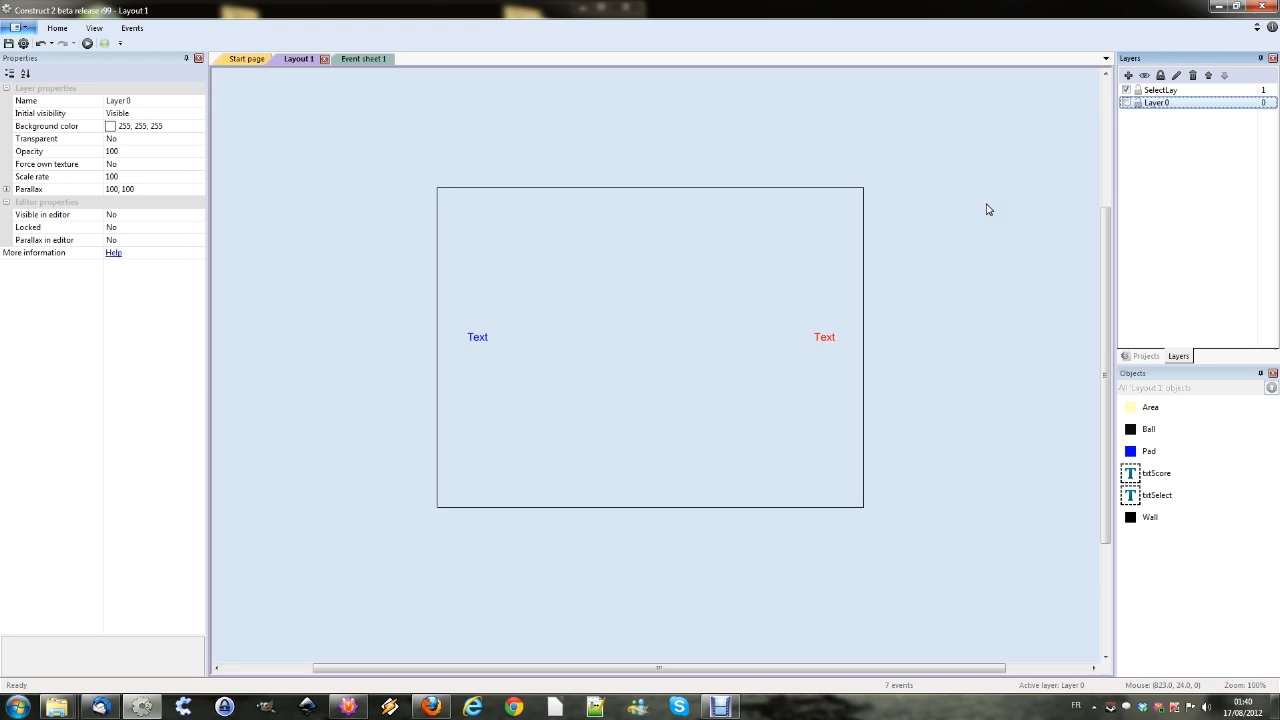 Construct 2 beta release r99 - Layout 1
Home View Events
Properties
Start page Layout 1 Event sheet 1
Layers
Layer properties
Name Layer 0
Initial visibility Visible
Background color 255, 255, 255
Transparent No
Opacity 100
Force own texture No
Scale rate 100
Parallax 100, 100
Editor properties
Visible in editor No
Locked No
Parallax in editor No
More information Help
SelectLay 1
Layer 0 0
Text Text
Projects Layers
Objects
All 'Layout 1' objects
Area
Ball
Pad
T txtScore
T txtSelect
Wall
Ready 7 events Active layer: Layer 0 Mouse: (823.0, 24.0, 0) Zoom: 100%
FR 01:40
17/08/2012